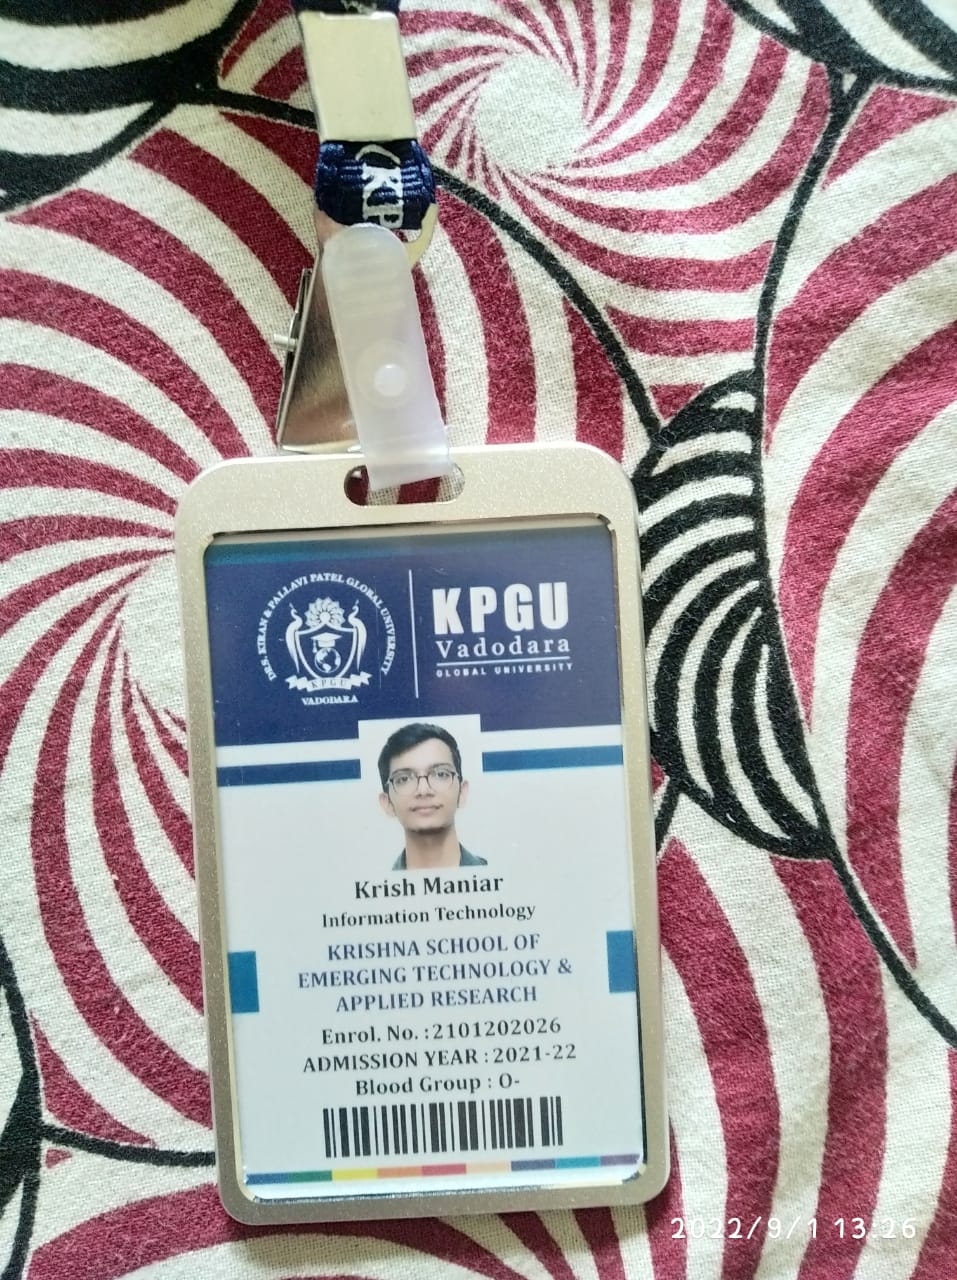 KP
DRS. KIRAN & PALLAVI PATEL GLOBAL UNIVERSITY
KPGU
VADODARA
KPGU
Vadodara
GLOBAL UNIVERSITY
Krish Maniar
Information Technology
KRISHNA SCHOOL OF
EMERGING TECHNOLOGY &
APPLIED RESEARCH
Enrol. No. :2101202026
ADMISSION YEAR : 2021-22
Blood Group : O-
2022/9/1 13:26